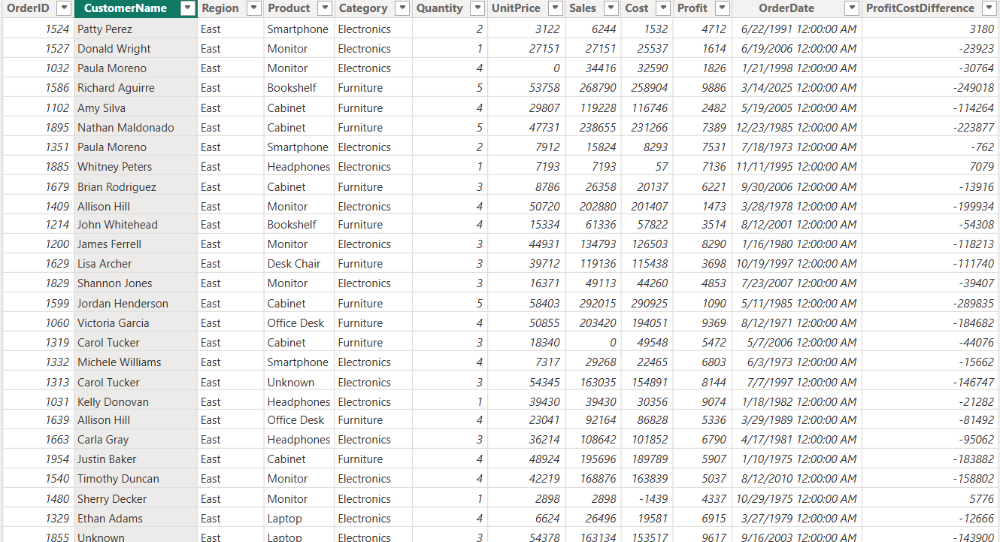 OrderID CustomerName Region Product Category Quantity UnitPrice Sales Cost Profit OrderDate ProfitCostDifference
1524 Patty Perez East Smartphone Electronics 2 3122 6244 1532 4712 6/22/1991 12:00:00 AM 3180
1527 Donald Wright East Monitor Electronics 1 27151 27151 25537 1614 6/19/2006 12:00:00 AM -23923
1032 Paula Moreno East Monitor Electronics 4 0 34416 32590 1826 1/21/1998 12:00:00 AM -30764
1586 Richard Aguirre East Bookshelf Furniture 5 53758 268790 258904 9886 3/14/2025 12:00:00 AM -249018
1102 Amy Silva East Cabinet Furniture 4 29807 119228 116746 2482 5/19/2005 12:00:00 AM -114264
1895 Nathan Maldonado East Cabinet Furniture 5 47731 238655 231266 7389 12/23/1985 12:00:00 AM -223877
1351 Paula Moreno East Smartphone Electronics 2 7912 15824 8293 7531 7/18/1973 12:00:00 AM -762
1885 Whitney Peters East Headphones Electronics 1 7193 7193 57 7136 11/11/1995 12:00:00 AM 7079
1679 Brian Rodriguez East Cabinet Furniture 3 8786 26358 20137 6221 9/30/2006 12:00:00 AM -13916
1409 Allison Hill East Monitor Electronics 4 50720 202880 201407 1473 3/28/1978 12:00:00 AM -199934
1214 John Whitehead East Bookshelf Furniture 4 15334 61336 57822 3514 8/12/2001 12:00:00 AM -54308
1200 James Ferrell East Monitor Electronics 3 44931 134793 126503 8290 1/16/1980 12:00:00 AM -118213
1629 Lisa Archer East Desk Chair Furniture 3 39712 119136 115438 3698 10/19/1997 12:00:00 AM -111740
1829 Shannon Jones East Monitor Electronics 3 16371 49113 44260 4853 7/23/2007 12:00:00 AM -39407
1599 Jordan Henderson East Cabinet Furniture 5 58403 292015 290925 1090 5/11/1985 12:00:00 AM -289835
1060 Victoria Garcia East Office Desk Furniture 4 50855 203420 194051 9369 8/12/1971 12:00:00 AM -184682
1319 Carol Tucker East Cabinet Furniture 3 18340 0 49548 5472 5/7/2006 12:00:00 AM -44076
1332 Michele Williams East Smartphone Electronics 4 7317 29268 22465 6803 6/3/1973 12:00:00 AM -15662
1313 Carol Tucker East Unknown Electronics 3 54345 163035 154891 8144 7/7/1997 12:00:00 AM -146747
1031 Kelly Donovan East Headphones Electronics 1 39430 39430 30356 9074 1/18/1982 12:00:00 AM -21282
1639 Allison Hill East Office Desk Furniture 4 23041 92164 86828 5336 3/29/1989 12:00:00 AM -81492
1663 Carla Gray East Headphones Electronics 3 36214 108642 101852 6790 4/17/1981 12:00:00 AM -95062
1954 Justin Baker East Cabinet Furniture 4 48924 195696 189789 5907 1/10/1975 12:00:00 AM -183882
1540 Timothy Duncan East Monitor Electronics 4 42219 168876 163839 5037 8/12/2010 12:00:00 AM -158802
1480 Sherry Decker East Monitor Electronics 1 2898 2898 -1439 4337 10/29/1975 12:00:00 AM 5776
1329 Ethan Adams East Laptop Electronics 4 6624 26496 19581 6915 3/27/1979 12:00:00 AM -12666
1855 Unknown East Laptop Electronics 3 54378 163134 153517 9617 9/16/2003 12:00:00 AM -143900